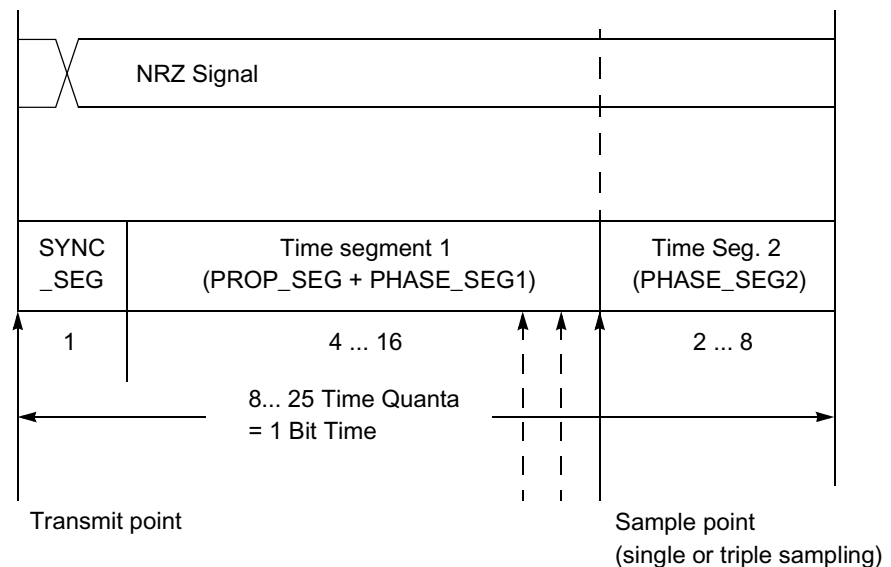 NRZ Signal
SYNC
_SEG
Time segment 1
(PROP_SEG + PHASE_SEG1)
Time Seg. 2
(PHASE_SEG2)
1
4 ... 16
2 ... 8
8... 25 Time Quanta
= 1 Bit Time
Transmit point
Sample point
(single or triple sampling)